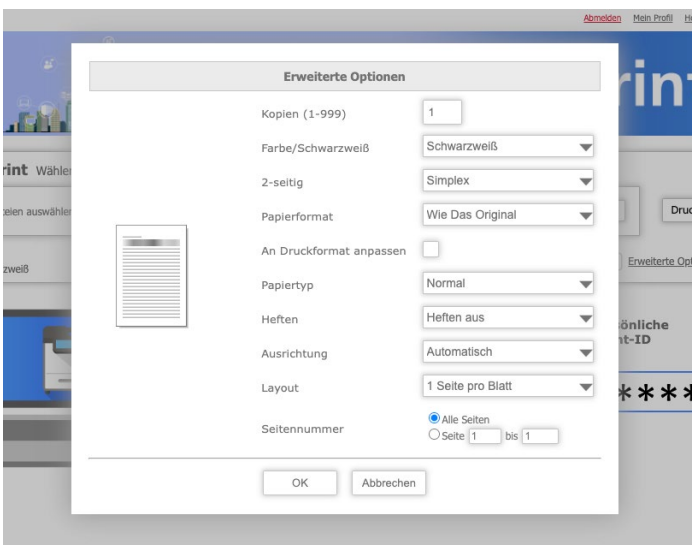 Abmelden Mein Profil
rint
Erweiterte Optionen
Kopien (1-999) 1
Farbe/Schwarzweiß Schwarzweiß
rint Wähle
2-seitig Simplex
teien auswähler
Papierformat Wie Das Original
Druc
An Druckformat anpassen
Erweiterte Opt
zweiß
Papiertyp Normal
Heften Heften aus
önliche
nt-ID
Ausrichtung Automatisch
Layout 1 Seite pro Blatt
****
Seitennummer Alle Seiten
Seite 1 bis 1
OK Abbrechen